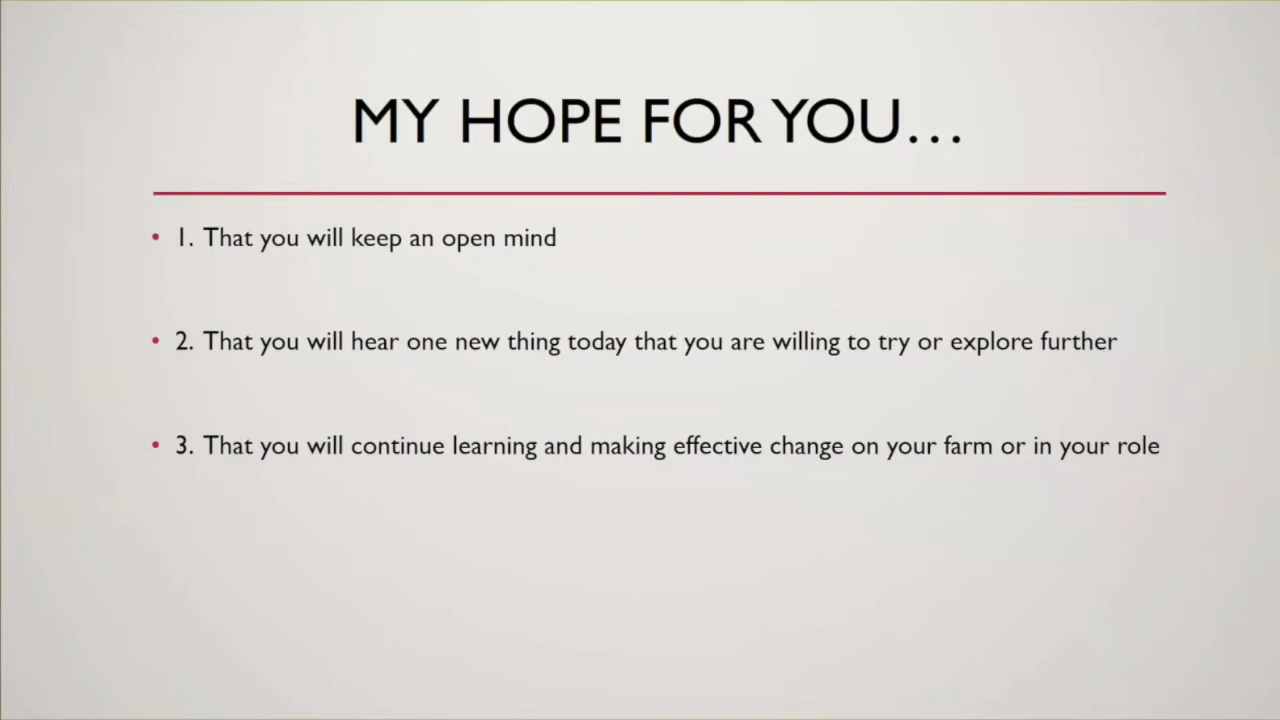 MY HOPE FOR YOU…
• 1. That you will keep an open mind
• 2. That you will hear one new thing today that you are willing to try or explore further
• 3. That you will continue learning and making effective change on your farm or in your role